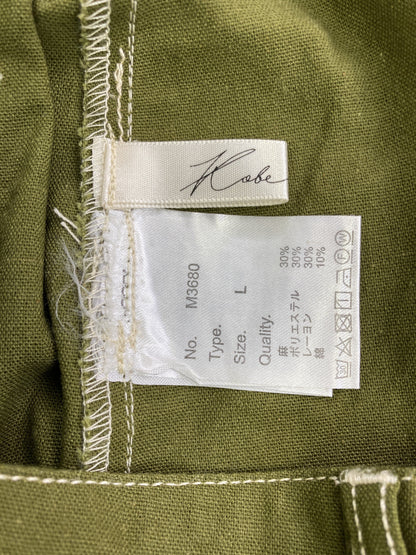 Kobe
No. M3680
Type.
Size. L
Quality.
麻 30%
ポリエステル 30%
レーヨン 30%
綿 10%